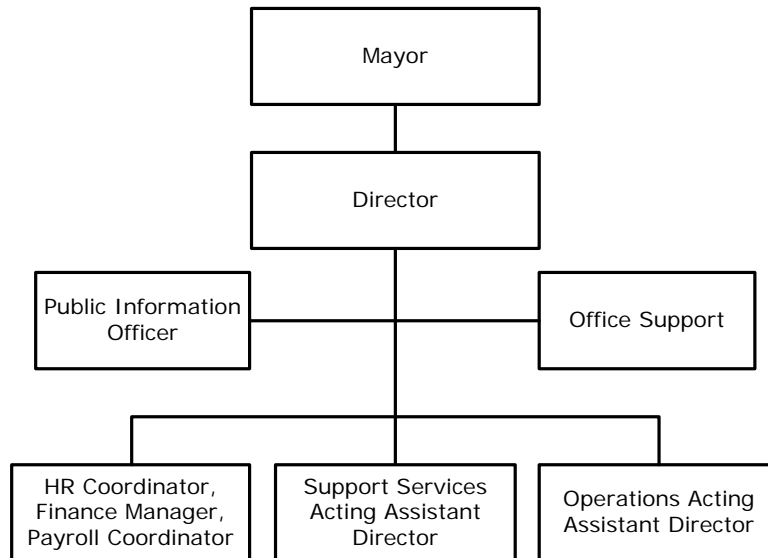 Mayor
Director
Public Information
Officer
Office Support
HR Coordinator,
Finance Manager,
Payroll Coordinator
Support Services
Acting Assistant
Director
Operations Acting
Assistant Director